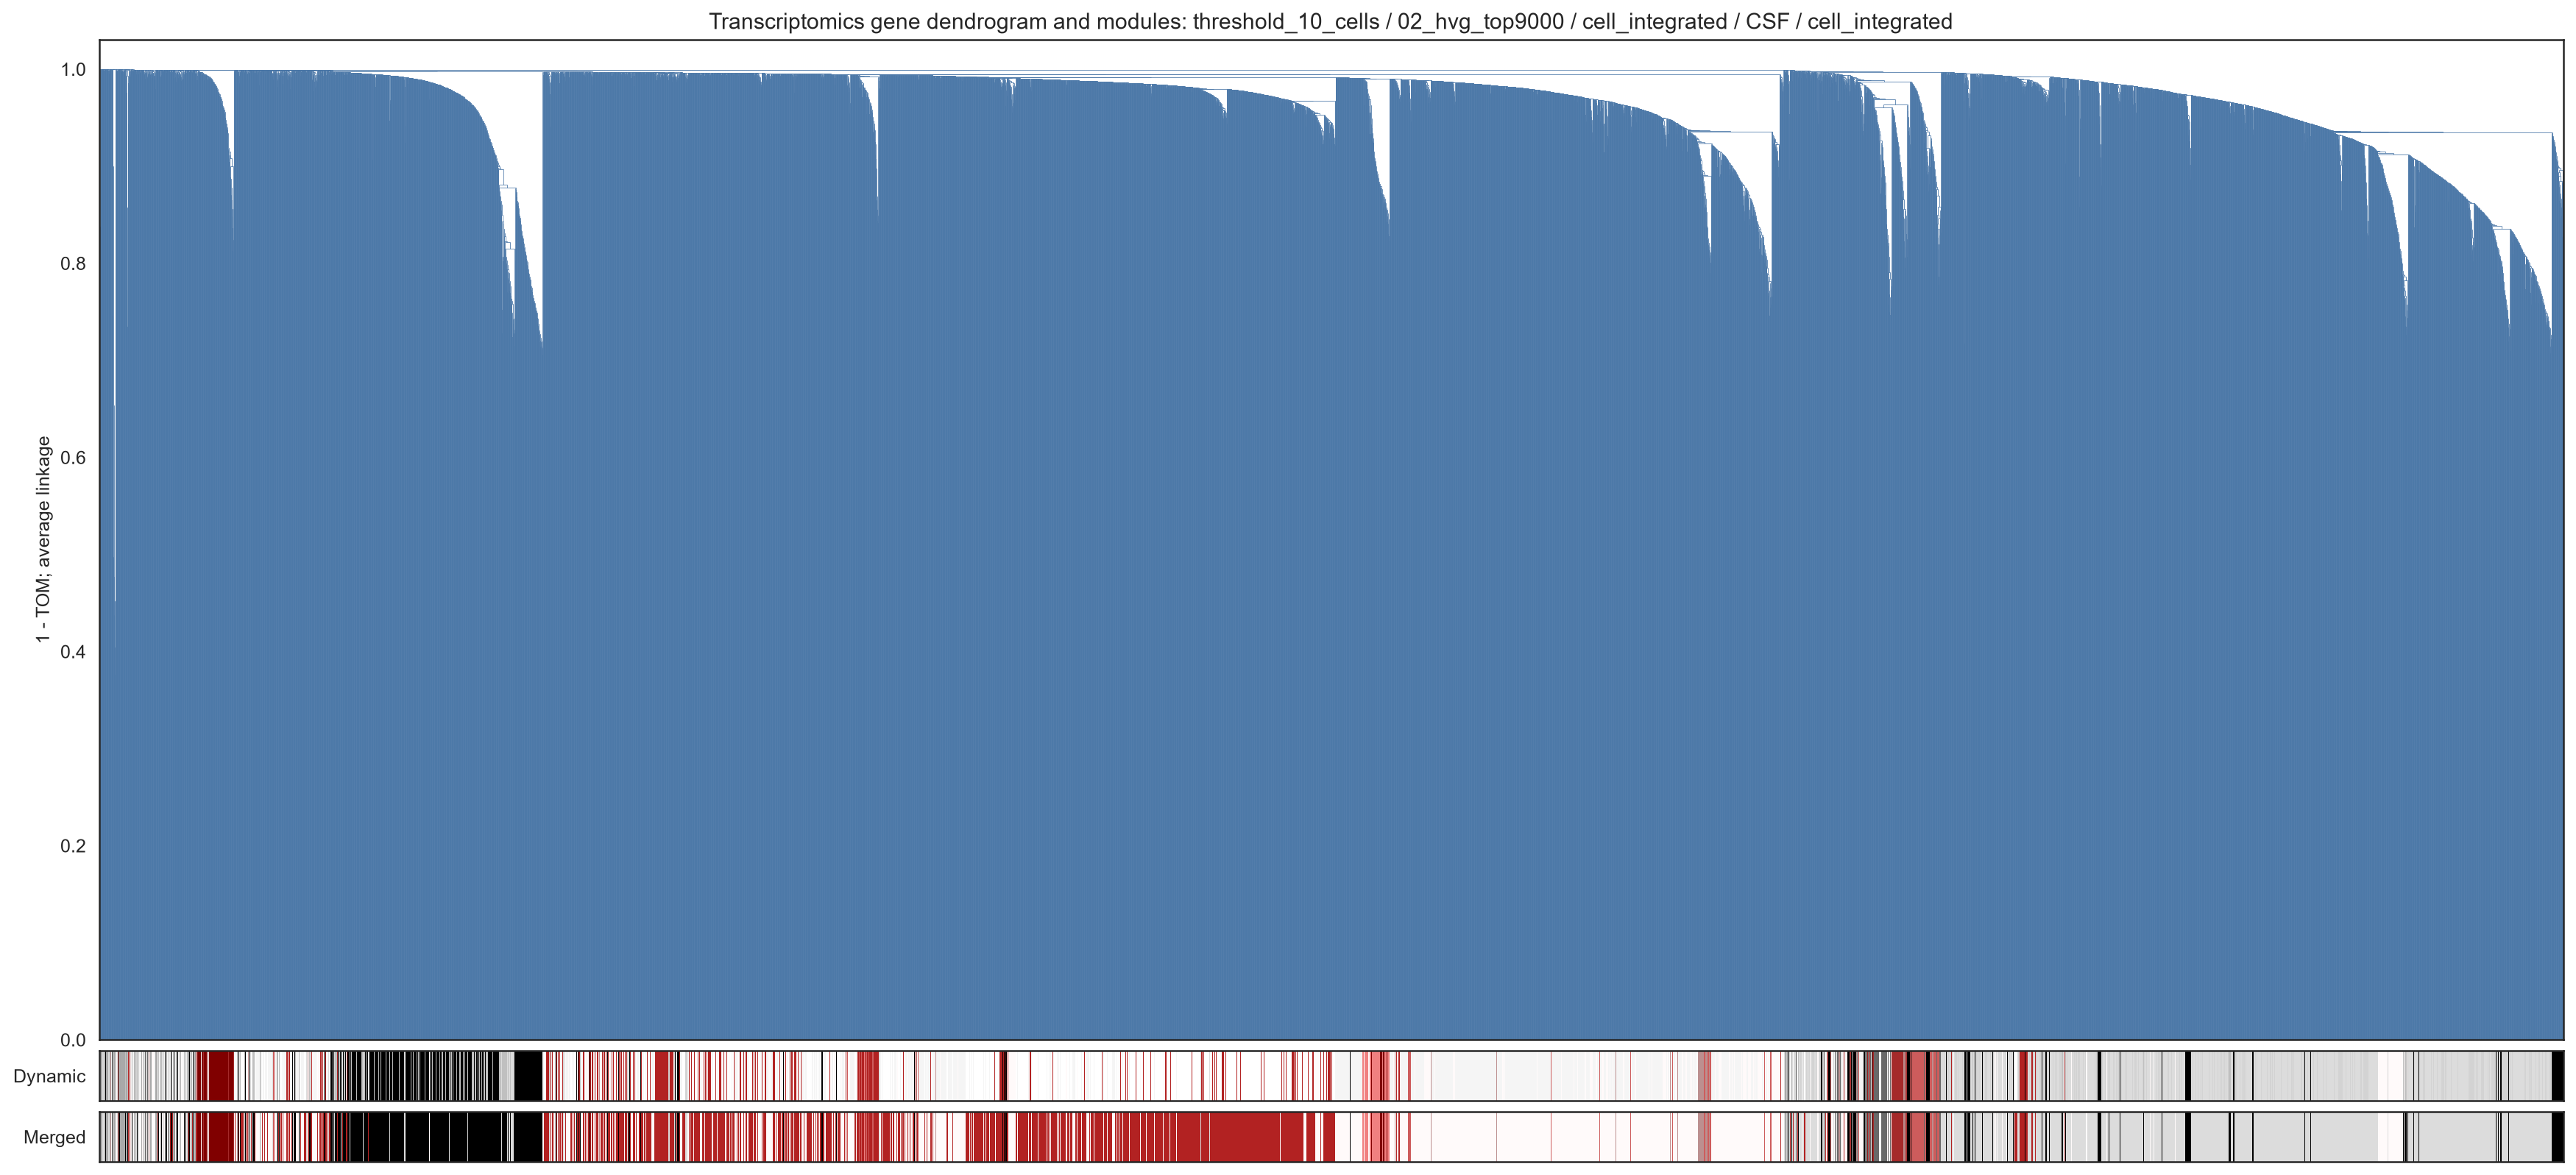 Transcriptomics gene dendrogram and modules: threshold_10_cells / 02_hvg_top9000 / cell_integrated / CSF / cell_integrated
1.0
0.8
0.6
0.4
0.2
0.0
1 - TOM; average linkage
Dynamic
Merged